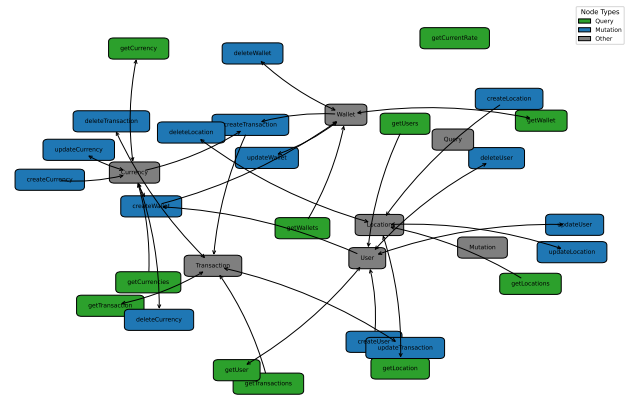 Node Types
Query
Mutation
Other
getCurrentRate
getCurrency
deleteWallet
createLocation
getWallet
Wallet
deleteTransaction
createTransaction
deleteLocation
getUsers
Query
updateCurrency
updateWallet
deleteUser
Currency
createCurrency
createWallet
getWallets
Location
updateUser
Mutation
updateLocation
User
Transaction
getCurrencies
getLocations
getTransaction
deleteCurrency
createUser
updateTransaction
getLocation
getUser
getTransactions